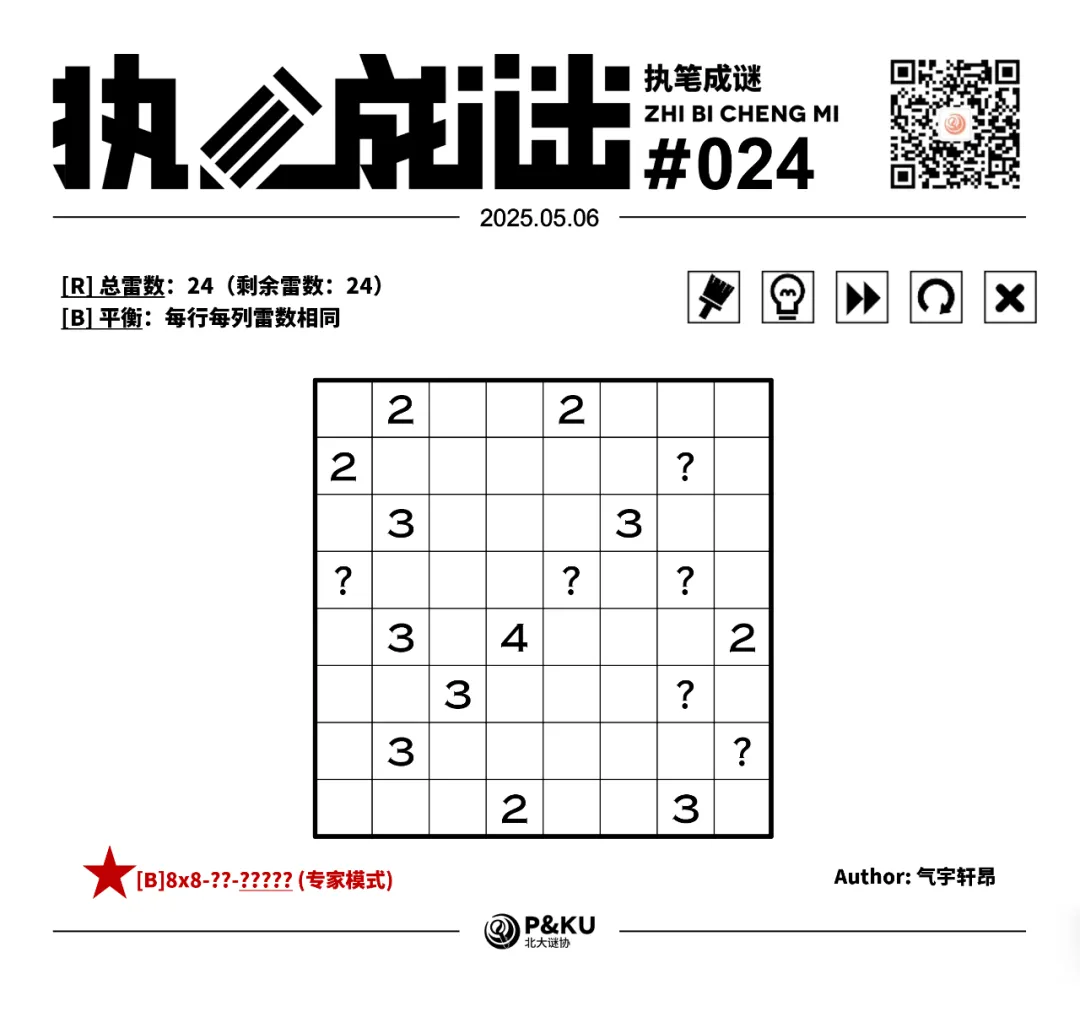 执笔成谜
执笔成谜
ZHI BI CHENG MI
#024
2025.05.06
[R] 总雷数：24（剩余雷数：24）
[B] 平衡：每行每列雷数相同
2 2
2 ?
3 3
? ? ?
3 4 2
3 ?
3 ?
2 3
[B]8x8-??-????? (专家模式)
Author: 气宇轩昂
P&KU
北大谜协